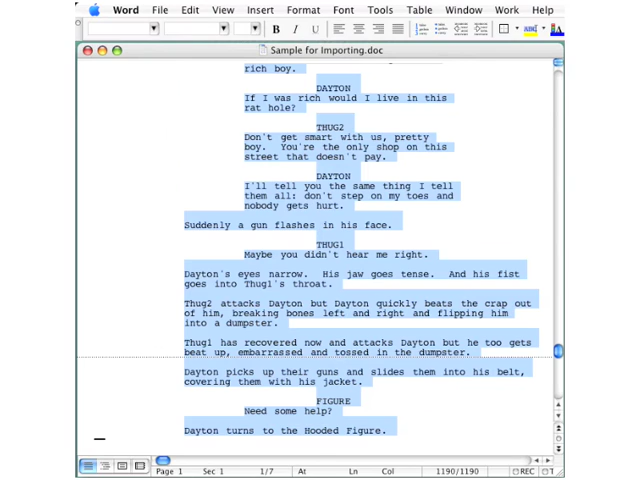 Word File Edit View Insert Format Font Tools Table Window Work Help
B I U
Sample for Importing.doc
rich boy.
DAYTON
If I was rich would I live in this
rat hole?
THUG2
Don't get smart with us, pretty
boy. You're the only shop on this
street that doesn't pay.
DAYTON
I'll tell you the same thing I tell
them all: don't step on my toes and
nobody gets hurt.
Suddenly a gun flashes in his face.
THUG1
Maybe you didn't hear me right.
Dayton's eyes narrow. His jaw goes tense. And his fist
goes into Thug1's throat.
Thug2 attacks Dayton but Dayton quickly beats the crap out
of him, breaking bones left and right and flipping him
into a dumpster.
Thug1 has recovered now and attacks Dayton but he too gets
beat up, embarrassed and tossed in the dumpster.
Dayton picks up their guns and slides them into his belt,
covering them with his jacket.
FIGURE
Need some help?
Dayton turns to the Hooded Figure.
Page 1 Sec 1 1/7 At Ln Col 1190/1190 REC T